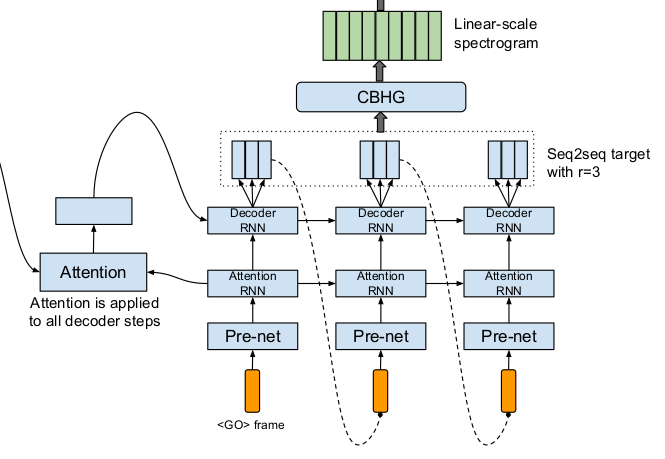 Linear-scale
spectrogram
CBHG
Seq2seq target
with r=3
Decoder
RNN
Decoder
RNN
Decoder
RNN
Attention
Attention is applied
to all decoder steps
Attention
RNN
Attention
RNN
Attention
RNN
Pre-net
Pre-net
Pre-net
<GO> frame